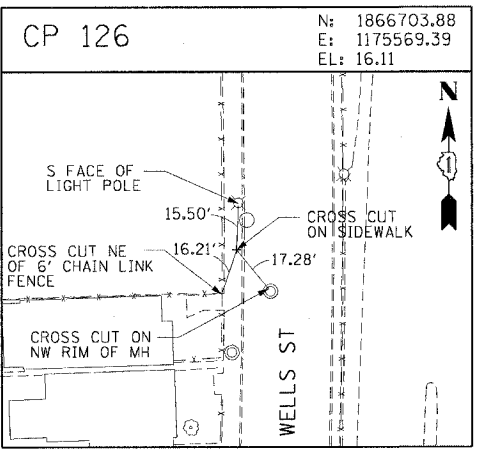 CP 126
N: 1866703.88
E: 1175569.39
EL: 16.11
N
1
S FACE OF
LIGHT POLE
15.50'
CROSS CUT
ON SIDEWALK
CROSS CUT NE
OF 6' CHAIN LINK
FENCE
16.21'
17.28'
CROSS CUT ON
NW RIM OF MH
WELLS ST